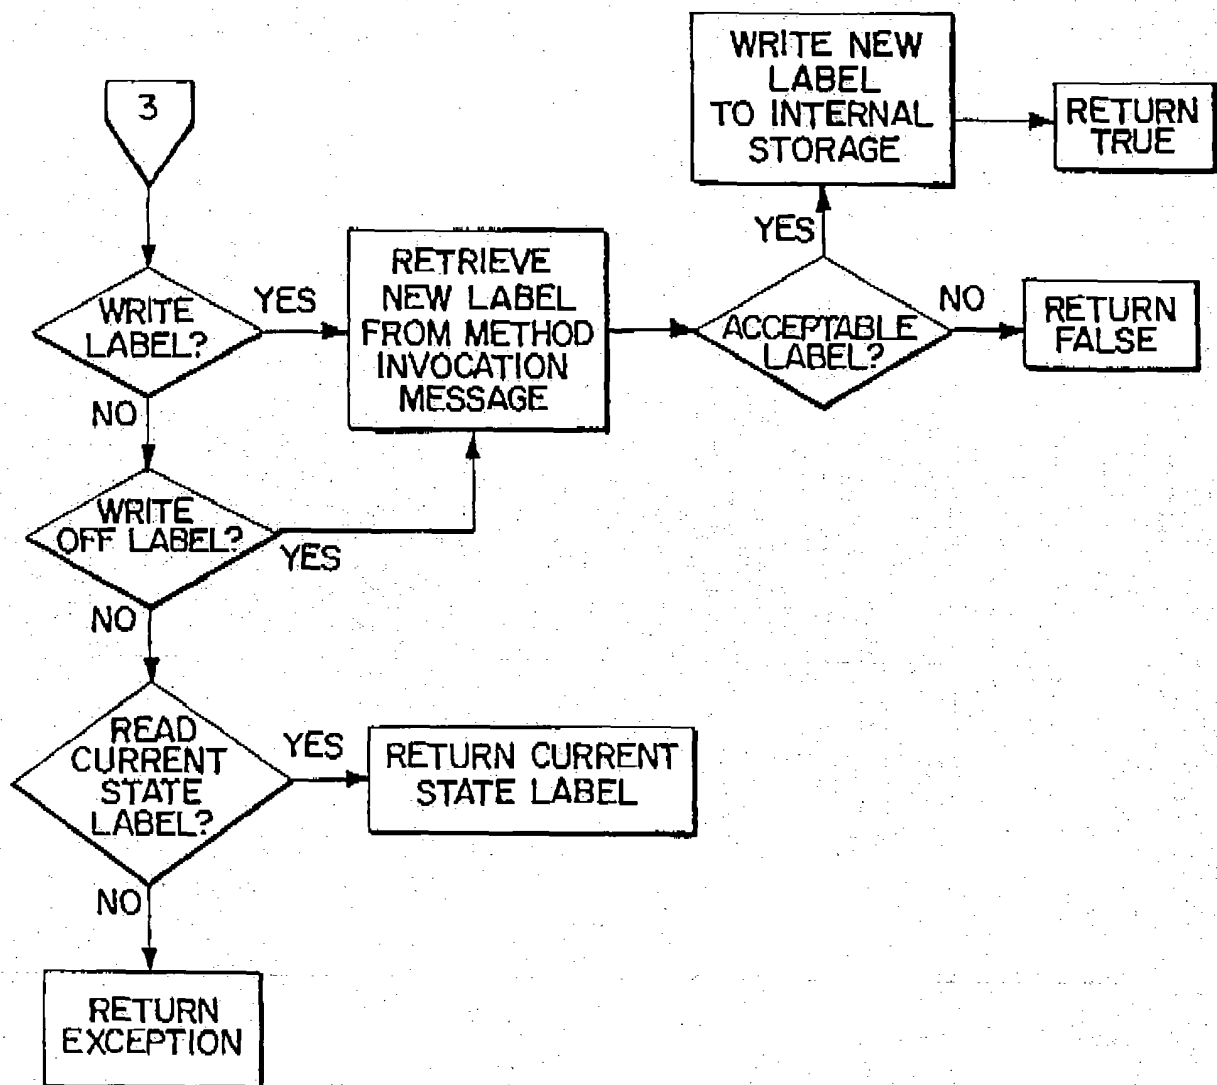 3
WRITE NEW
LABEL
TO INTERNAL
STORAGE
RETURN
TRUE
YES
WRITE
LABEL?
YES
RETRIEVE
NEW LABEL
FROM METHOD
INVOCATION
MESSAGE
ACCEPTABLE
LABEL?
NO
RETURN
FALSE
NO
WRITE
OFF LABEL?
YES
NO
READ
CURRENT
STATE
LABEL?
YES
RETURN CURRENT
STATE LABEL
NO
RETURN
EXCEPTION